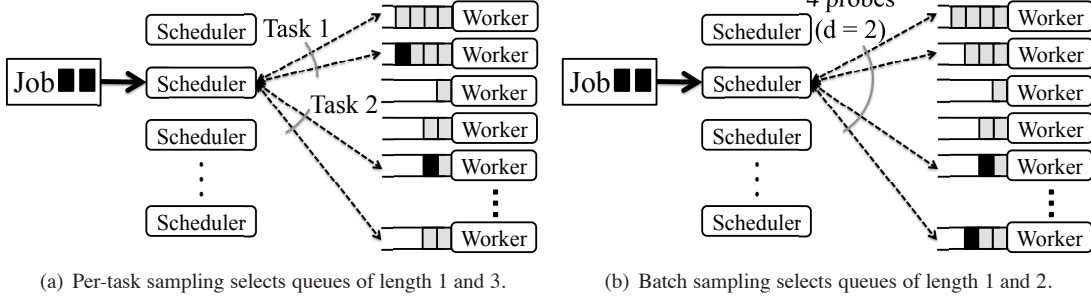 Scheduler
Task 1
Worker
Worker
Job
Scheduler
Worker
Task 2
Scheduler
Worker
Worker
Scheduler
Worker
(a) Per-task sampling selects queues of length 1 and 3.
4 probes
(d = 2)
Scheduler
Worker
Worker
Job
Scheduler
Worker
Scheduler
Worker
Worker
Scheduler
Worker
(b) Batch sampling selects queues of length 1 and 2.